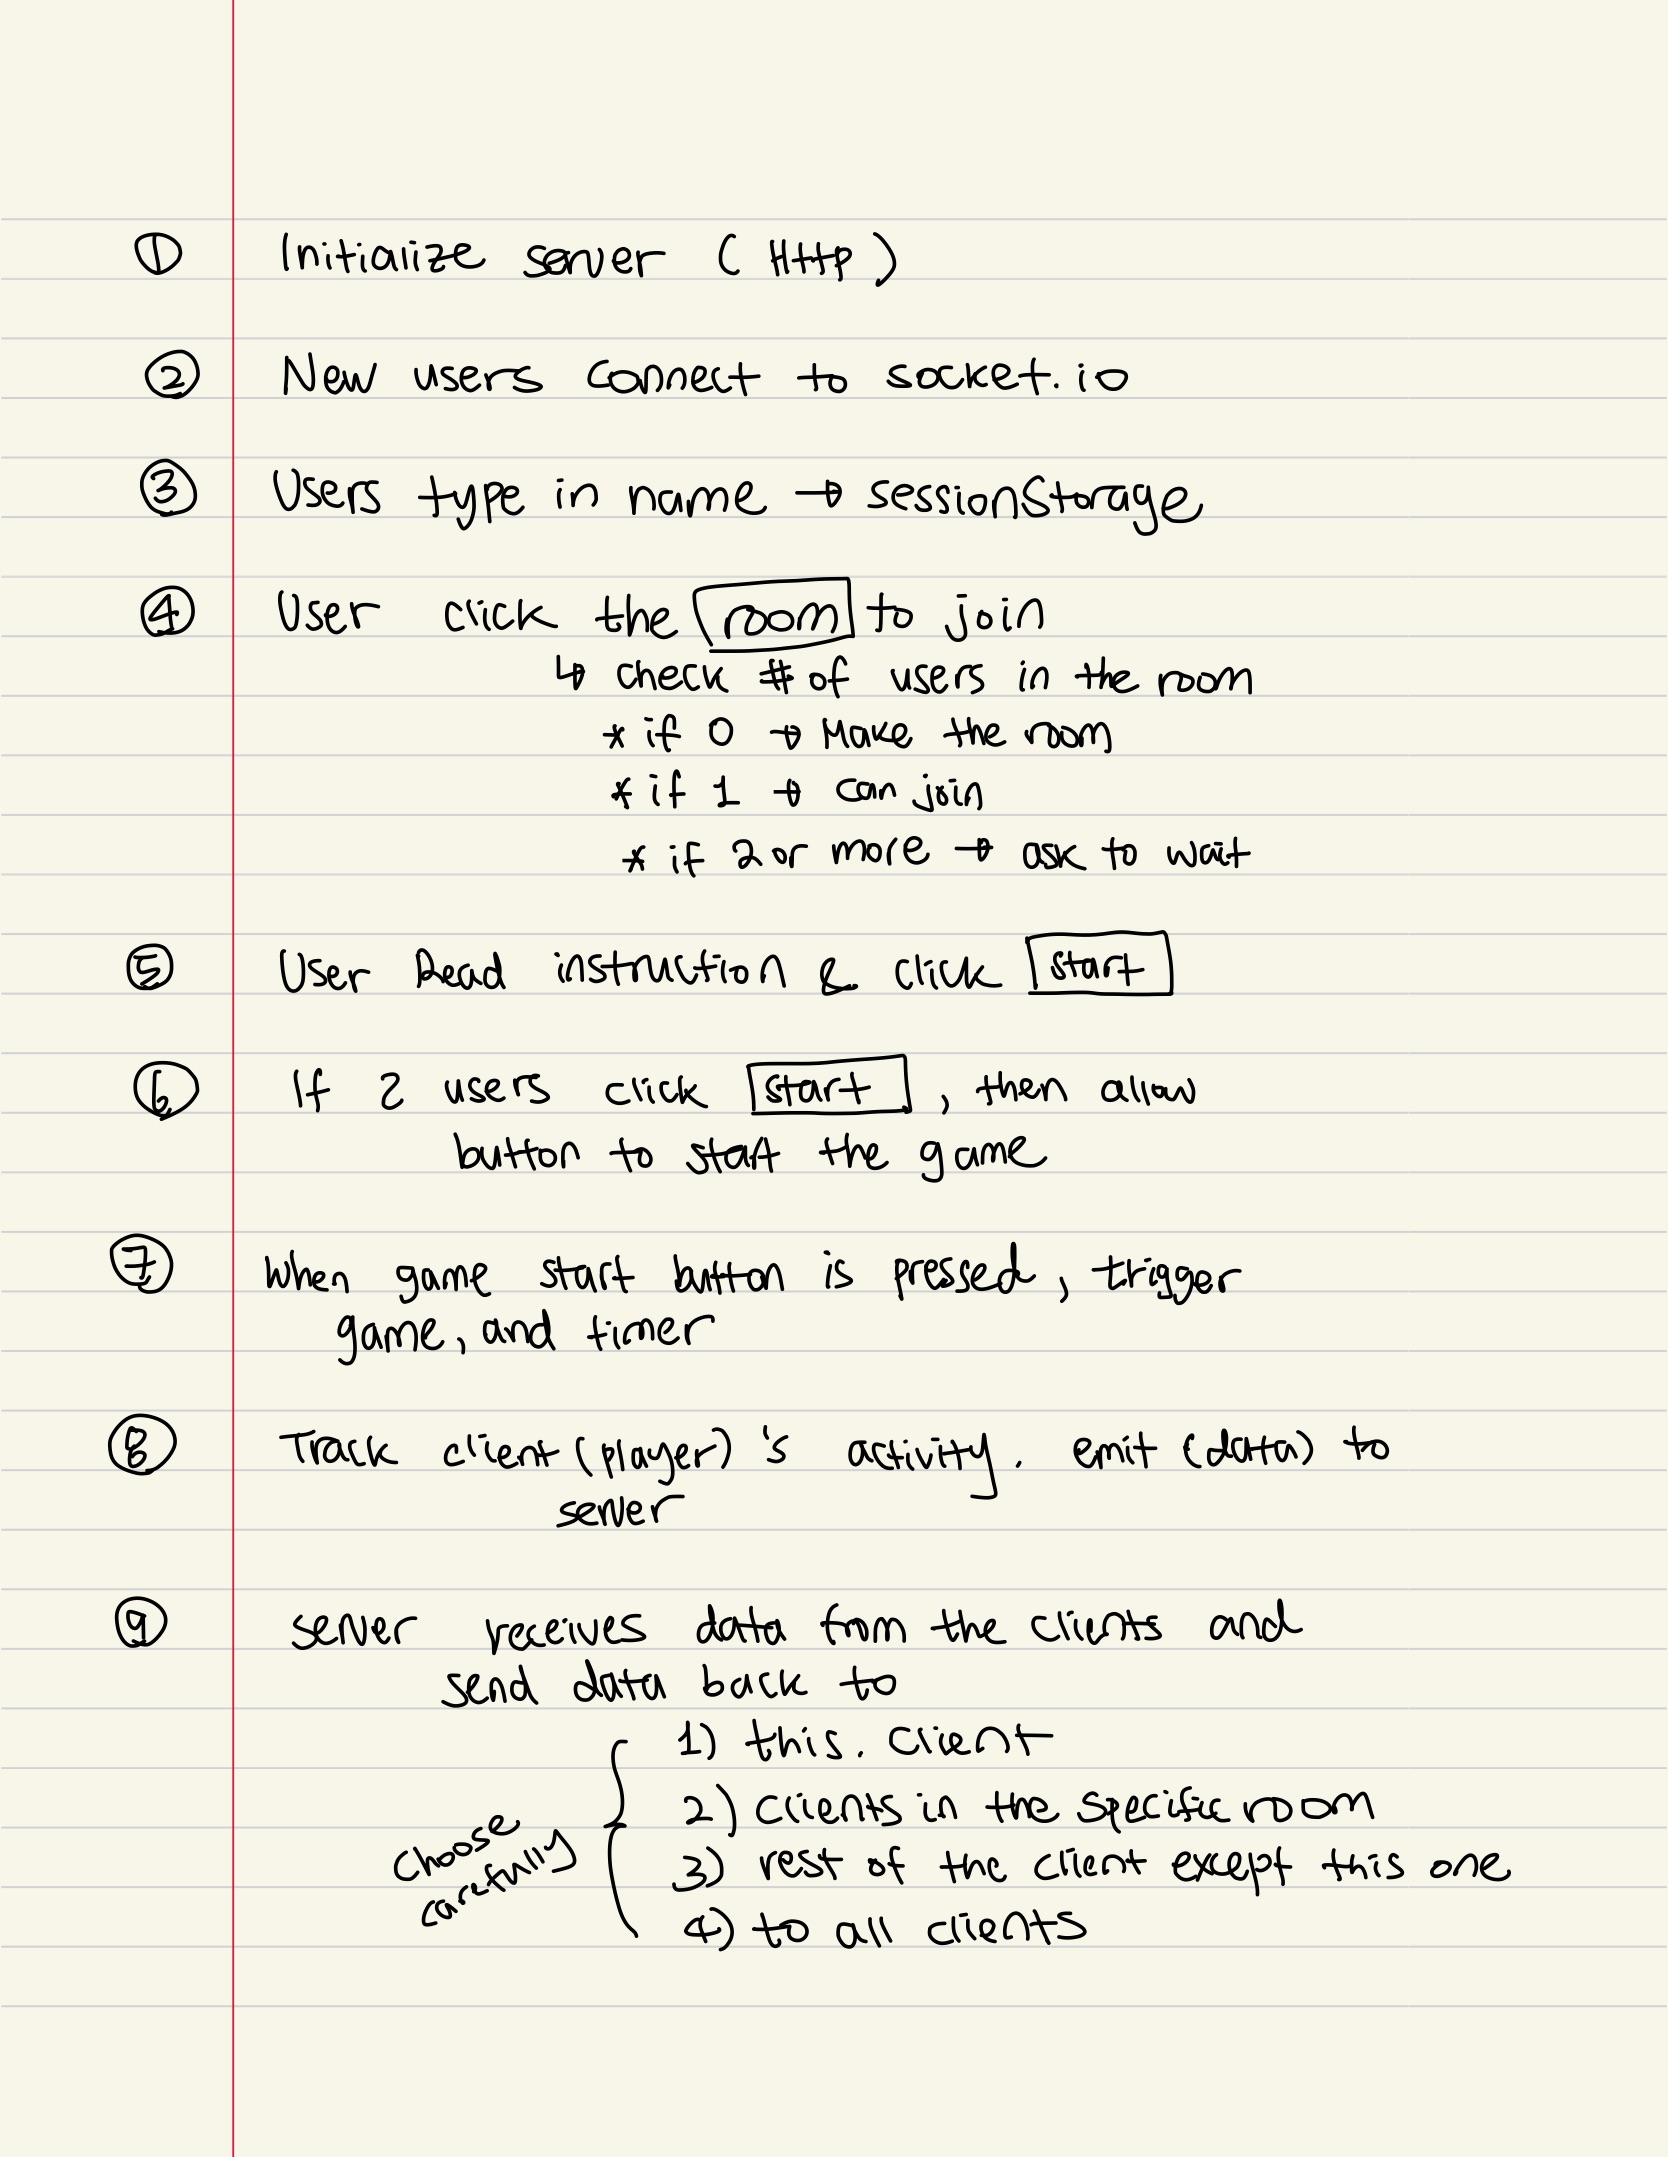 ① Initialize server ( Http )
② New users connect to socket.io
③ Users type in name → sessionStorage
④ User click the room to join
↳ check # of users in the room
* if 0 → Make the room
* if 1 → can join
* if 2 or more → ask to wait
⑤ User Read instruction & click start
⑥ If 2 users click start , then allow
button to start the game
⑦ When game start button is pressed, trigger
game, and timer
⑧ Track client (player)'s activity. emit (data) to
server
⑨ server receives data from the clients and
send data back to
1) this. client
2) clients in the specific room
choose
3) rest of the client except this one
carefully
4) to all clients